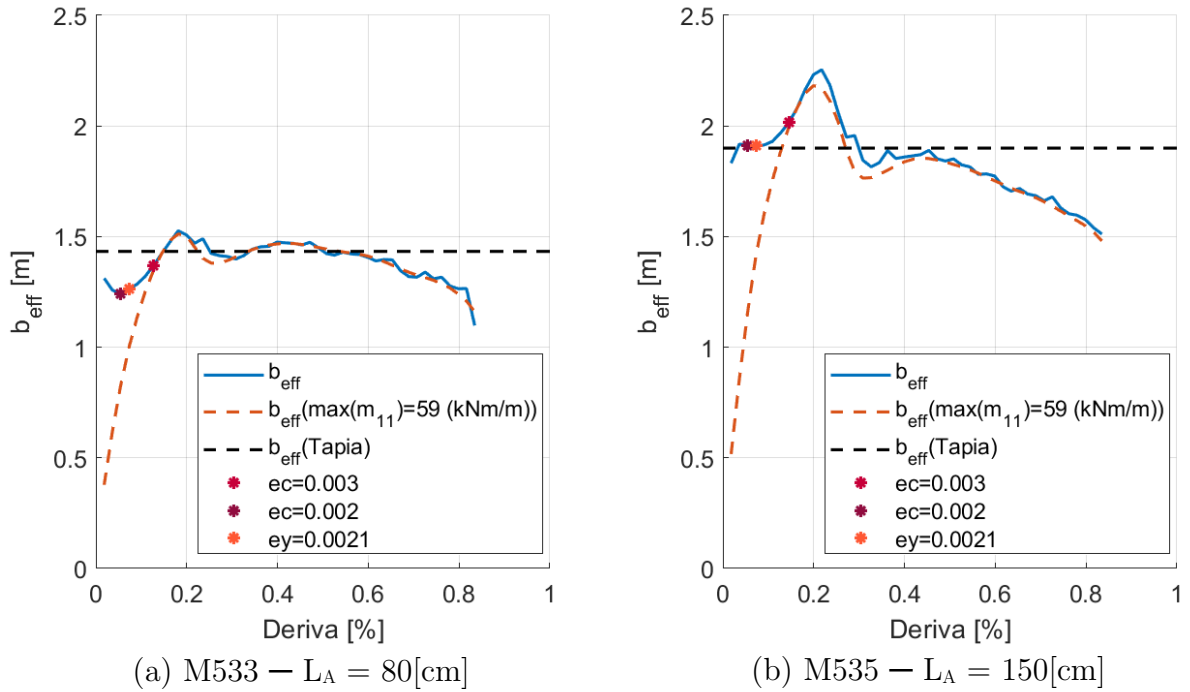 2.5
2
1.5
1
0.5
0
b_eff [m]
0 0.2 0.4 0.6 0.8 1
Deriva [%]
b_eff
b_eff(max(m_11)=59 (kNm/m))
b_eff(Tapia)
ec=0.003
ec=0.002
ey=0.0021
(a) M533 – L_A = 80[cm]
2.5
2
1.5
1
0.5
0
b_eff [m]
0 0.2 0.4 0.6 0.8 1
Deriva [%]
b_eff
b_eff(max(m_11)=59 (kNm/m))
b_eff(Tapia)
ec=0.003
ec=0.002
ey=0.0021
(b) M535 – L_A = 150[cm]